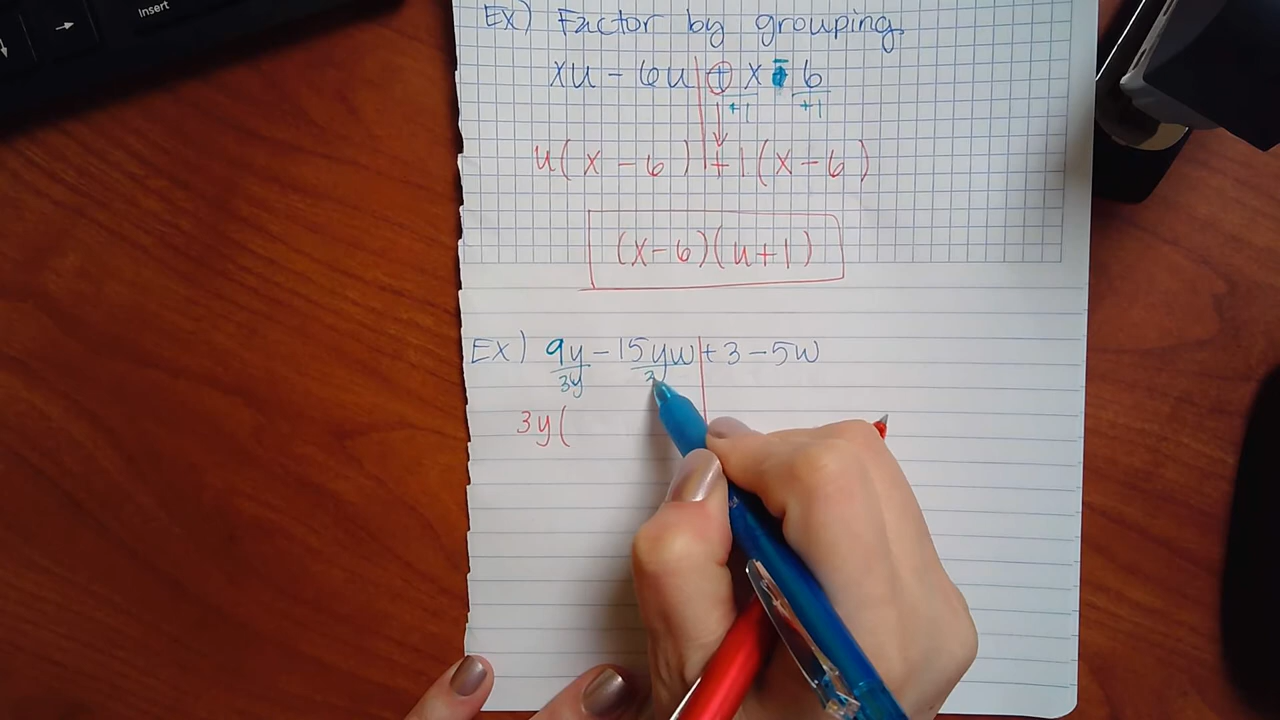 Insert
Ex) Factor by grouping.
xu - 6u + x - 6
+1 +1
u(x-6)+1(x-6)
(x-6)(u+1)
Ex) 9y - 15yw + 3 - 5w
3y 3
3y(